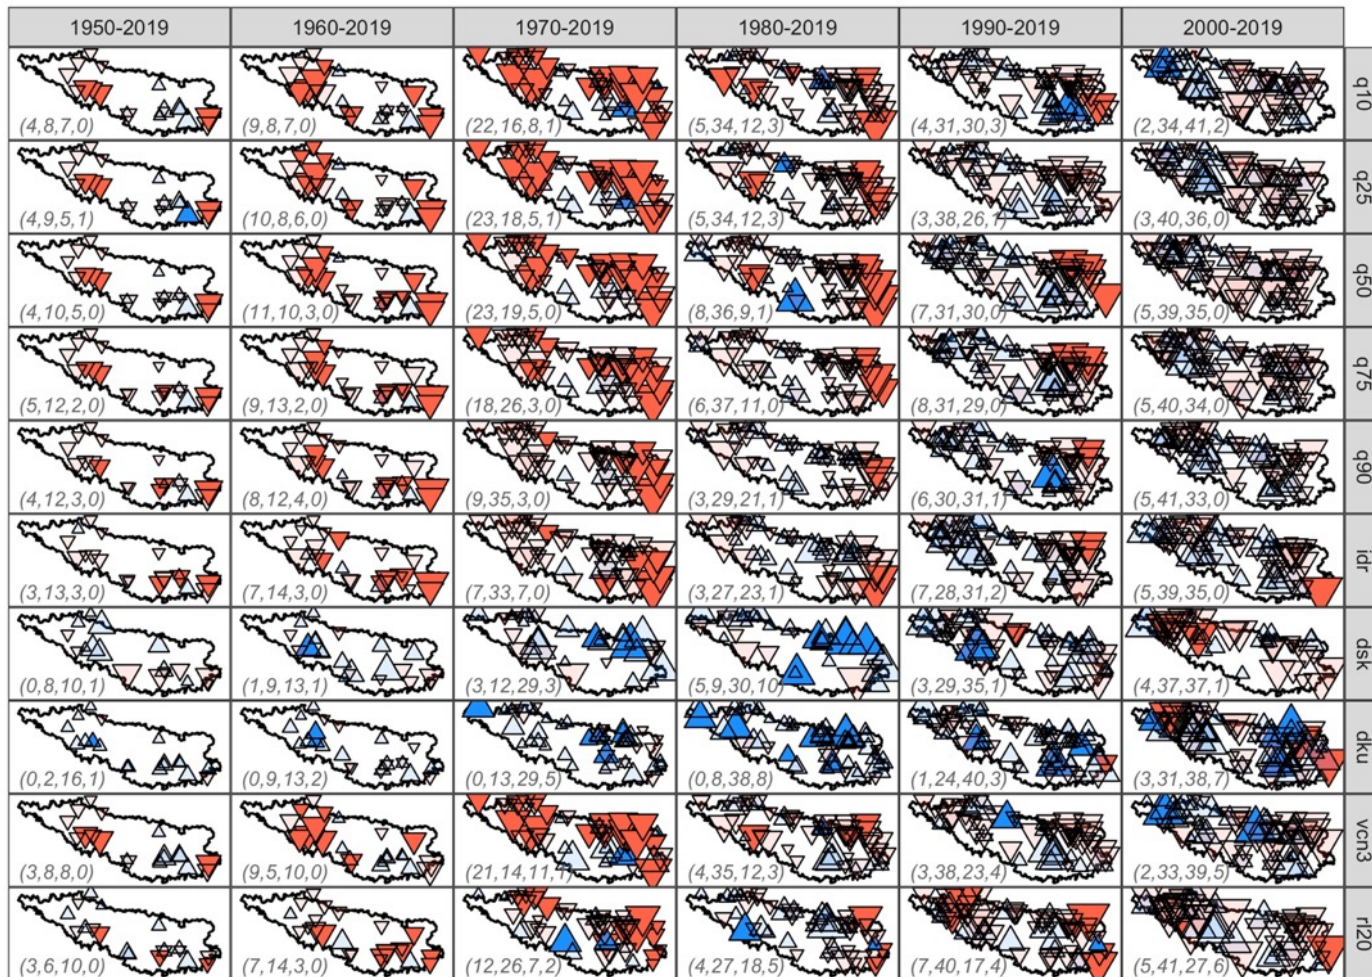 1950-2019 1960-2019 1970-2019 1980-2019 1990-2019 2000-2019
(4,8,7,0) (9,8,7,0) (22,16,8,1) (5,34,12,3) (4,31,30,3) (2,34,41,2) q10
(4,9,5,1) (10,8,6,0) (23,18,5,1) (5,34,12,3) (3,38,26,1) (3,40,36,0) q25
(4,10,5,0) (11,10,3,0) (23,19,5,0) (8,36,9,1) (7,31,30,0) (5,39,35,0) q50
(5,12,2,0) (9,13,2,0) (18,26,3,0) (6,37,11,0) (8,31,29,0) (5,40,34,0) q75
(4,12,3,0) (8,12,4,0) (9,35,3,0) (3,29,21,1) (6,30,31,1) (5,41,33,0) q90
(3,13,3,0) (7,14,3,0) (7,33,7,0) (3,27,23,1) (7,28,31,2) (5,39,35,0) idr
(0,8,10,1) (1,9,13,1) (3,12,29,3) (5,9,30,10) (3,29,35,1) (4,37,37,1) dsk
(0,2,16,1) (0,9,13,2) (0,13,29,5) (0,8,38,8) (1,24,40,3) (3,31,38,7) dku
(3,8,8,0) (9,5,10,0) (21,14,11,1) (4,35,12,3) (3,38,23,4) (2,33,39,5) vcn3
(3,6,10,0) (7,14,3,0) (12,26,7,2) (4,27,18,5) (7,40,17,4) (5,41,27,6) rl20